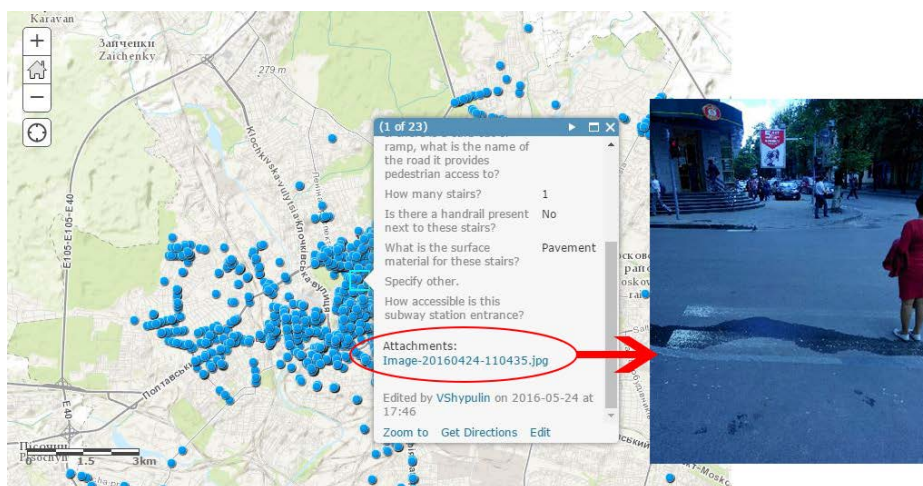 Karavan
Запченки
Zaichenky
279 m
Klochkivska-vulytsia-Клочківська-вулиця
E105-E105-E40
E40
Полтавськ
1.5
3km
(1 of 23)
ramp, what is the name of
the road it provides
pedestrian access to?
How many stairs? 1
Is there a handrail present No
next to these stairs?
What is the surface Pavement
material for these stairs?
Specify other.
How accessible is this
subway station entrance?
Attachments:
Image-20160424-110435.jpg
Edited by VShypulin on 2016-05-24 at
17:46
Zoom to Get Directions Edit